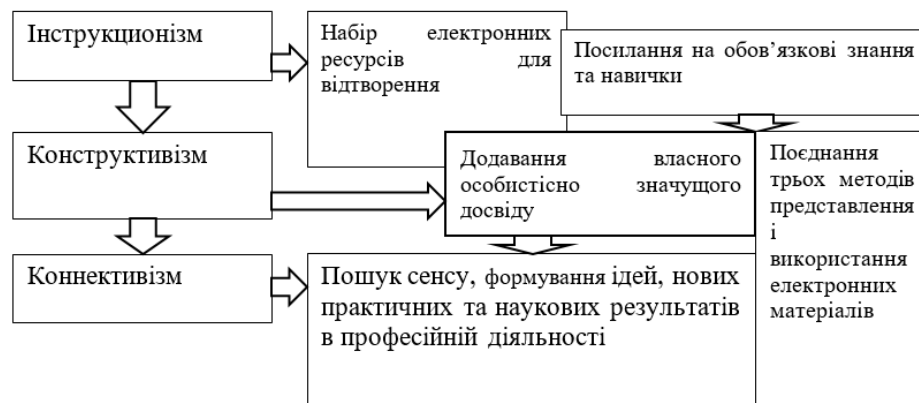 Інструкціонізм
Набір електронних
ресурсів для
відтворення
Посилання на обов’язкові знання
та навички
Конструктивізм
Додавання власного
особистісно значущого
досвіду
Поєднання
трьох методів
представлення
і
використання
електронних
матеріалів
Коннективізм
Пошук сенсу, формування ідей, нових
практичних та наукових результатів
в професійній діяльності